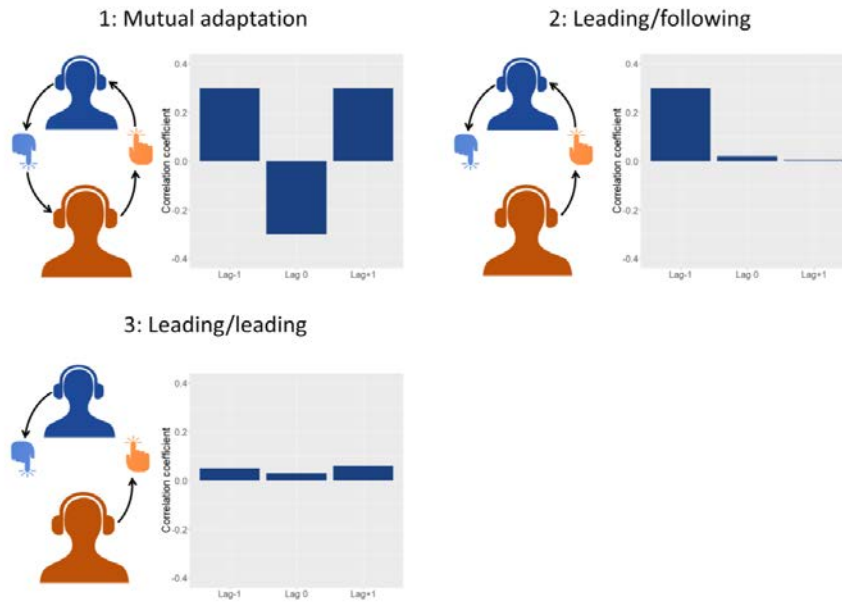 1: Mutual adaptation
0.4
0.2
0.0
-0.2
-0.4
Correlation coefficient
Lag-1 Lag 0 Lag+1
2: Leading/following
0.4
0.2
0.0
-0.2
-0.4
Correlation coefficient
Lag-1 Lag 0 Lag+1
3: Leading/leading
0.4
0.2
0.0
-0.2
-0.4
Correlation coefficient
Lag-1 Lag 0 Lag+1